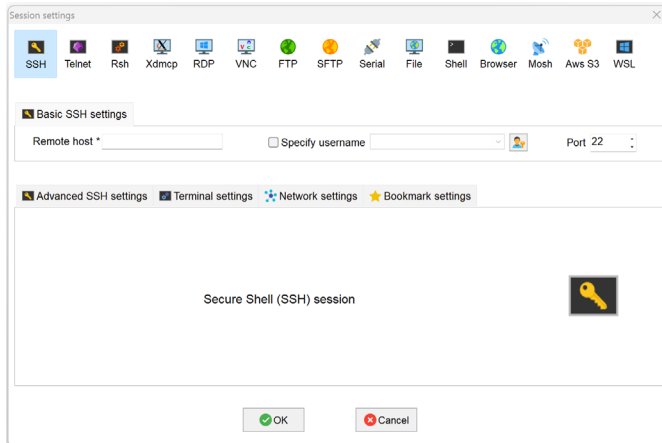 Session settings
SSH Telnet Rsh Xdmcp RDP VNC FTP SFTP Serial File Shell Browser Mosh Aws S3 WSL
Basic SSH settings
Remote host * Specify username Port 22
Advanced SSH settings Terminal settings Network settings Bookmark settings
Secure Shell (SSH) session
OK Cancel